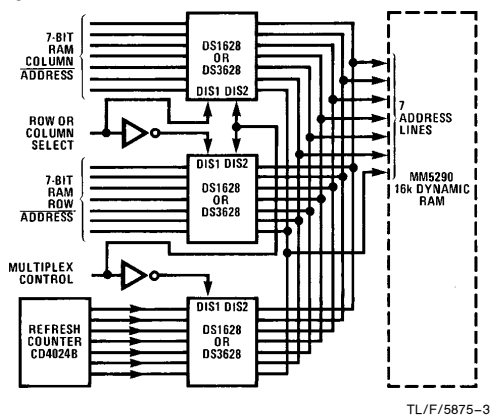 7-BIT
RAM
COLUMN
ADDRESS
DS1628
OR
DS3628
DIS1 DIS2
ROW OR
COLUMN
SELECT
7
ADDRESS
LINES
DIS1 DIS2
7-BIT
RAM
ROW
ADDRESS
DS1628
OR
DS3628
MM5290
16k DYNAMIC
RAM
MULTIPLEX
CONTROL
DIS1 DIS2
REFRESH
COUNTER
CD4024B
DS1628
OR
DS3628
TL/F/5875–3